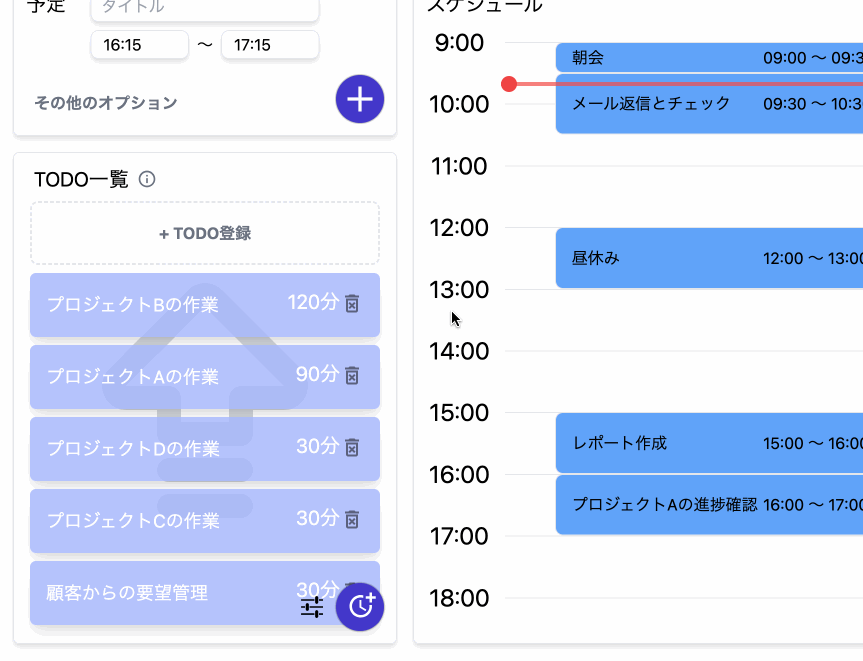 予定
タイトル
16:15 ～ 17:15
その他のオプション
TODO一覧
+ TODO登録
プロジェクトBの作業 120分
プロジェクトAの作業 90分
プロジェクトDの作業 30分
プロジェクトCの作業 30分
顧客からの要望管理 30分
スケジュール
9:00
朝会 09:00 ～ 09:3
メール返信とチェック 09:30 ～ 10:3
10:00
11:00
12:00
昼休み 12:00 ～ 13:00
13:00
14:00
15:00
レポート作成 15:00 ～ 16:00
16:00
プロジェクトAの進捗確認 16:00 ～ 17:00
17:00
18:00